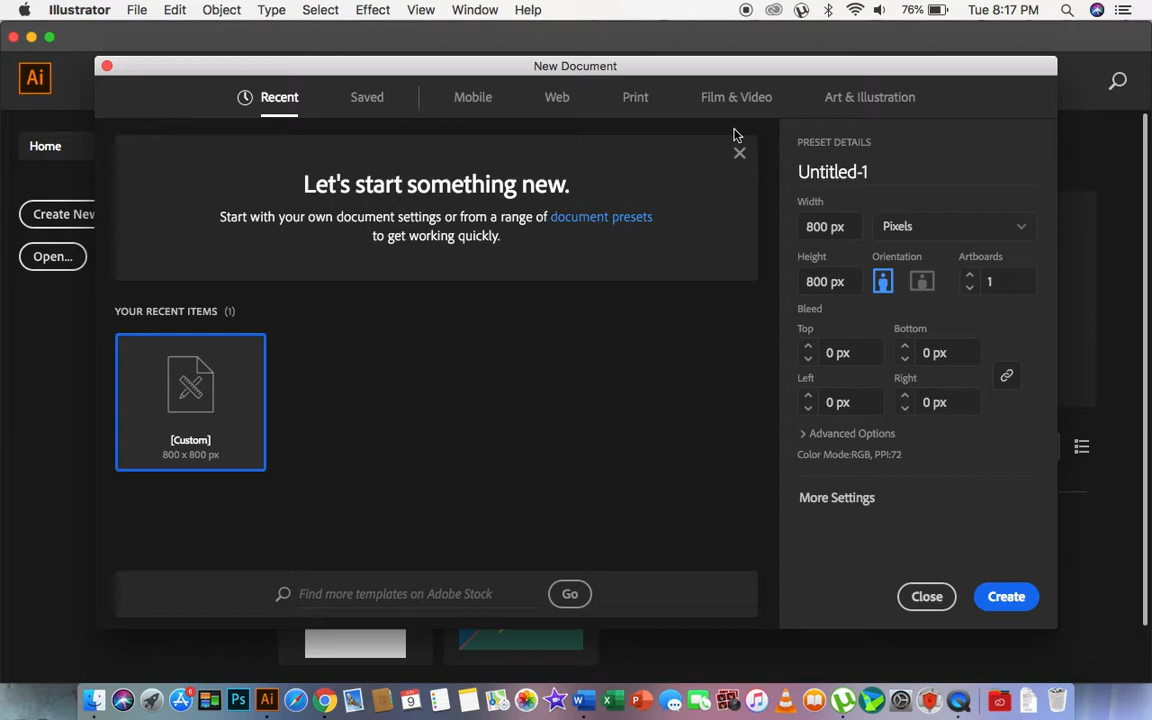 Illustrator File Edit Object Type Select Effect View Window Help 76% Tue 8:17 PM
New Document
Ai
Recent Saved Mobile Web Print Film & Video Art & Illustration
Home
Create New
Open...
Let's start something new.
Start with your own document settings or from a range of document presets
to get working quickly.
YOUR RECENT ITEMS (1)
[Custom]
800 x 800 px
Find more templates on Adobe Stock Go
PRESET DETAILS
Untitled-1
Width
800 px Pixels
Height Orientation Artboards
800 px 1
Bleed
Top Bottom
0 px 0 px
Left Right
0 px 0 px
Advanced Options
Color Mode:RGB, PPI:72
More Settings
Close Create
6 Ps Ai 9